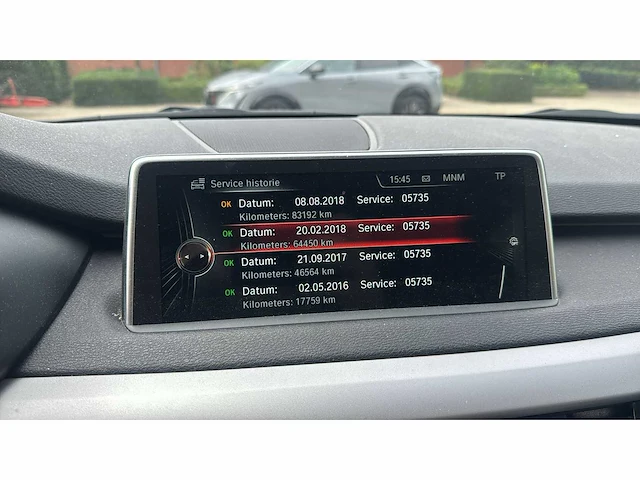 Service historie 15:45 MNM TP
OK Datum: 08.08.2018 Service: 05735
Kilometers: 83192 km
OK Datum: 20.02.2018 Service: 05735
Kilometers: 64450 km
OK Datum: 21.09.2017 Service: 05735
Kilometers: 46564 km
OK Datum: 02.05.2016 Service: 05735
Kilometers: 17759 km